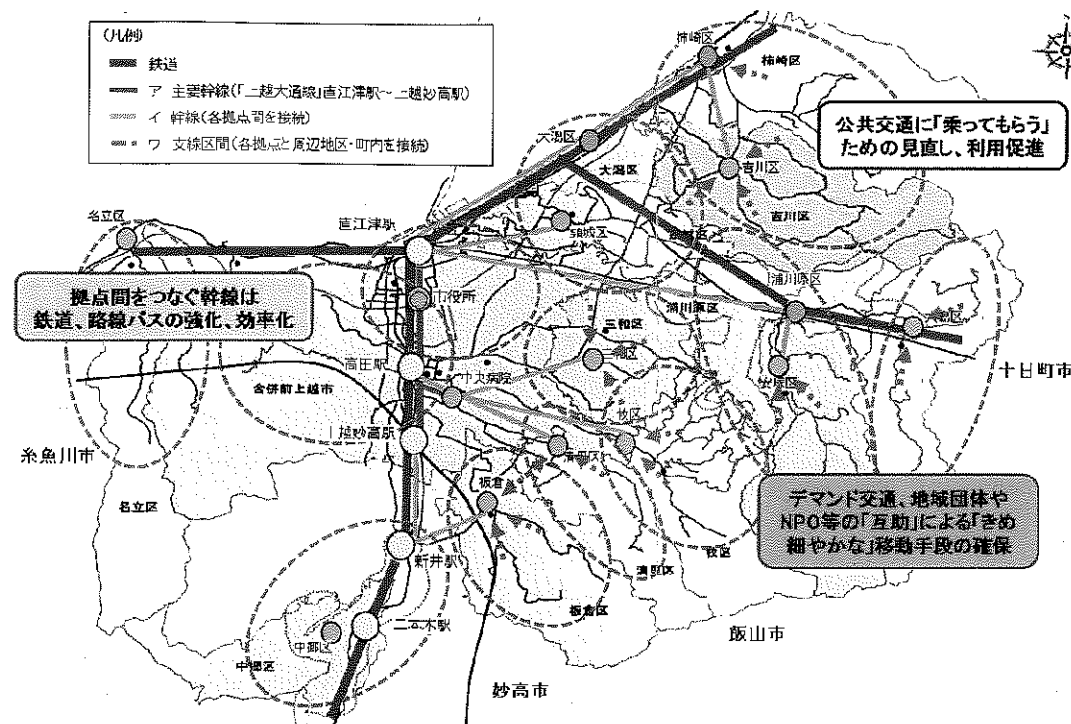 (凡例)
鉄道
ア 主要幹線(「上越大通線」直江津駅~上越妙高駅)
イ 幹線(各拠点間を接続)
ウ 支線区間(各拠点と周辺地区・町内を接続)
柿崎区
柿崎区
公共交通に「乗ってもらう」
ための見直し、利用促進
大潟区
大潟区
吉川区
吉川区
名立区
直江津駅
頸城区
浦川原区
拠点間をつなぐ幹線は
鉄道、路線バスの強化、効率化
市役所
浦川原区
三和区
三和区
高田駅
中央病院
安塚区
十日町市
合併前上越市
上越妙高駅
牧区
清里区
糸魚川市
板倉
名立区
デマンド交通、地域団体や
NPO等の「互助」による「きめ
細やかな」移動手段の確保
新井駅
牧区
清里区
板倉区
二本木駅
中郷区
中郷区
飯山市
妙高市